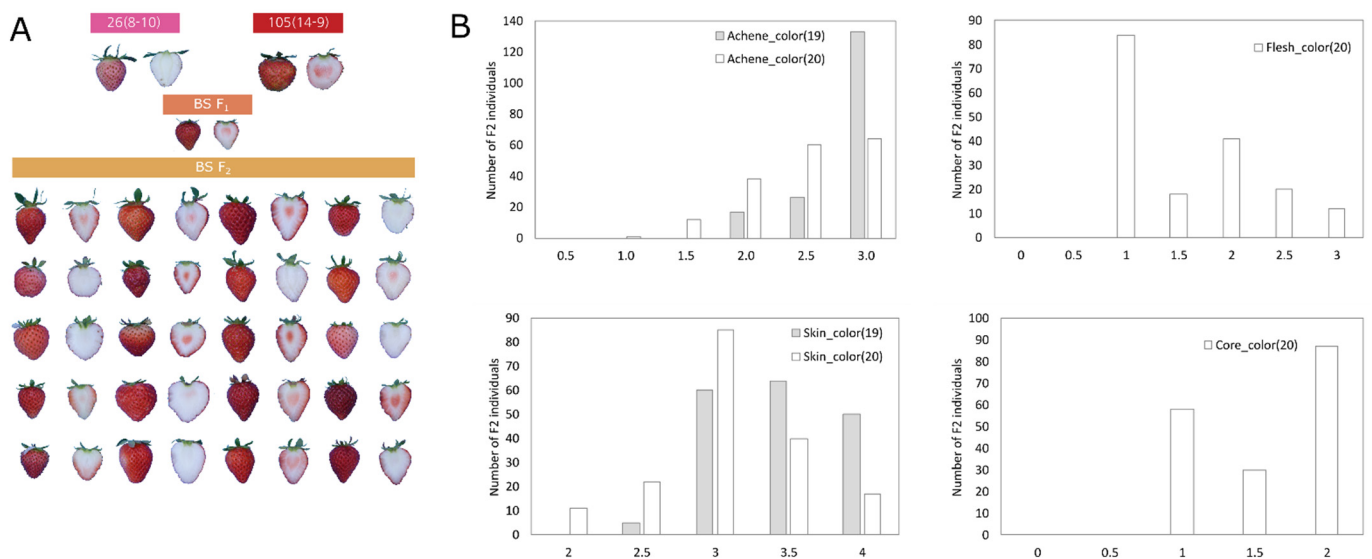 A
26(8-10)
105(14-9)
BS F1
BS F2
B
Number of F2 individuals
140
120
100
80
60
40
20
0
0.5 1.0 1.5 2.0 2.5 3.0
Achene_color(19)
Achene_color(20)
Number of F2 individuals
90
80
70
60
50
40
30
20
10
0
0 0.5 1 1.5 2 2.5 3
Flesh_color(20)
Number of F2 individuals
90
80
70
60
50
40
30
20
10
0
2 2.5 3 3.5 4
Skin_color(19)
Skin_color(20)
Number of F2 individuals
100
90
80
70
60
50
40
30
20
10
0
0 0.5 1 1.5 2
Core_color(20)